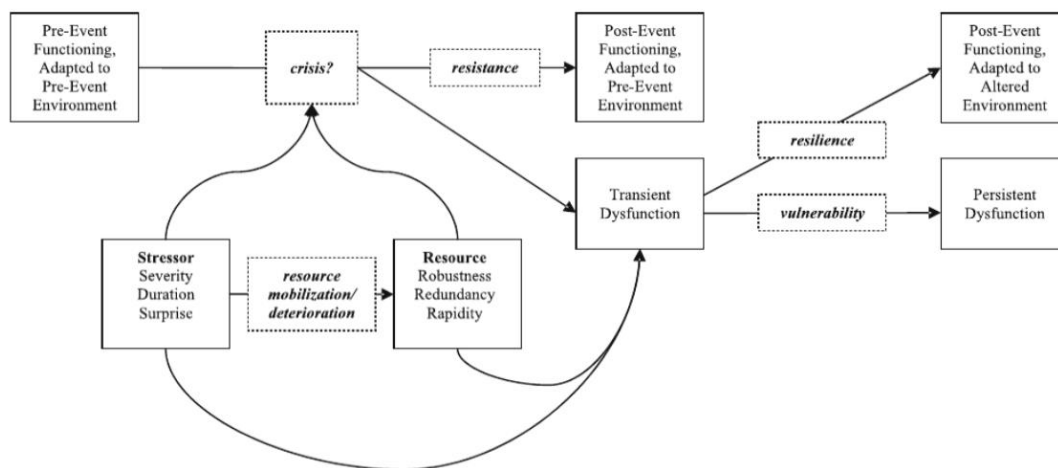 Pre-Event
Functioning,
Adapted to
Pre-Event
Environment
crisis?
resistance
Post-Event
Functioning,
Adapted to
Pre-Event
Environment
Post-Event
Functioning,
Adapted to
Altered
Environment
resilience
Transient
Dysfunction
vulnerability
Persistent
Dysfunction
Stressor
Severity
Duration
Surprise
resource
mobilization/
deterioration
Resource
Robustness
Redundancy
Rapidity